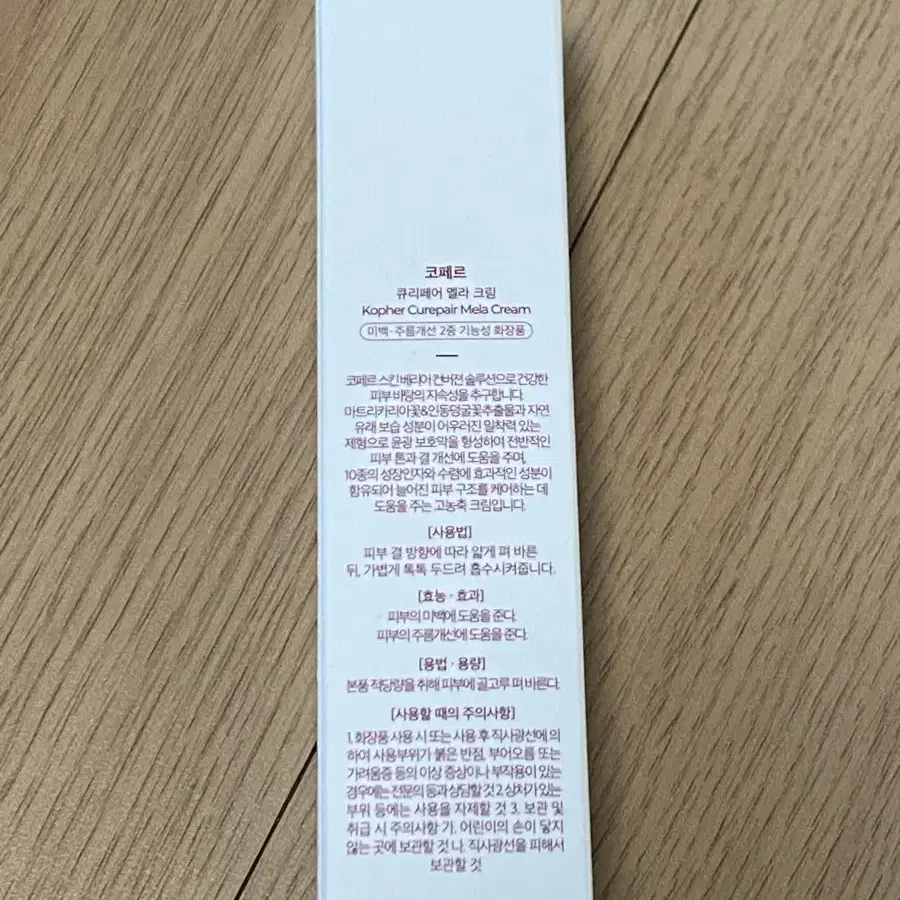 코페르
큐리페어 멜라 크림
Kopher Curepair Mela Cream
미백·주름개선 2중 기능성 화장품
코페르 스킨 베리어 컨버젼 솔루션으로 건강한
피부 바탕의 지속성을 추구합니다.
마트리카리아꽃&인동덩굴꽃추출물과 자연
유래 보습 성분이 어우러진 밀착력 있는
제형으로 윤광 보호막을 형성하여 전반적인
피부 톤과 결 개선에 도움을 주며,
10종의 성장인자와 수렴에 효과적인 성분이
함유되어 늘어진 피부 구조를 케어하는 데
도움을 주는 고농축 크림입니다.
[사용법]
피부 결 방향에 따라 얇게 펴 바른
뒤, 가볍게 톡톡 두드려 흡수시켜줍니다.
[효능·효과]
피부의 미백에 도움을 준다.
피부의 주름개선에 도움을 준다.
[용법·용량]
본품 적당량을 취해 피부에 골고루 펴 바른다.
[사용할 때의 주의사항]
1. 화장품 사용 시 또는 사용 후 직사광선에 의
하여 사용부위가 붉은 반점, 부어오름 또는
가려움증 등의 이상 증상이나 부작용이 있는
경우에는 전문의 등과 상담할 것 2. 상처가 있는
부위 등에는 사용을 자제할 것 3. 보관 및
취급 시 주의사항 가. 어린이의 손이 닿지
않는 곳에 보관할 것 나. 직사광선을 피해서
보관할 것